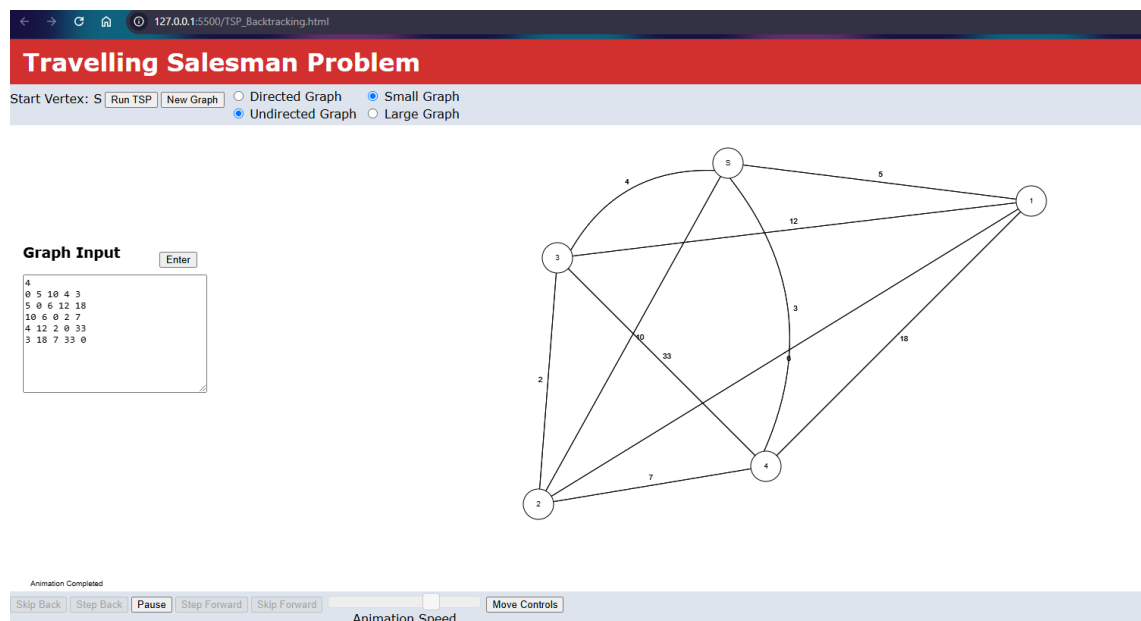 127.0.0.1:5500/TSP_Backtracking.html
Travelling Salesman Problem
Start Vertex: S Run TSP New Graph Directed Graph Small Graph
Undirected Graph Large Graph
S
4
5
1
12
Graph Input Enter
3
4
0 5 10 4 3
5 0 6 12 18
10 6 0 2 7
4 12 2 0 33
3 18 7 33 0
3
10
18
33
6
2
4
7
2
Animation Completed
Skip Back Step Back Pause Step Forward Skip Forward Move Controls
Animation Speed